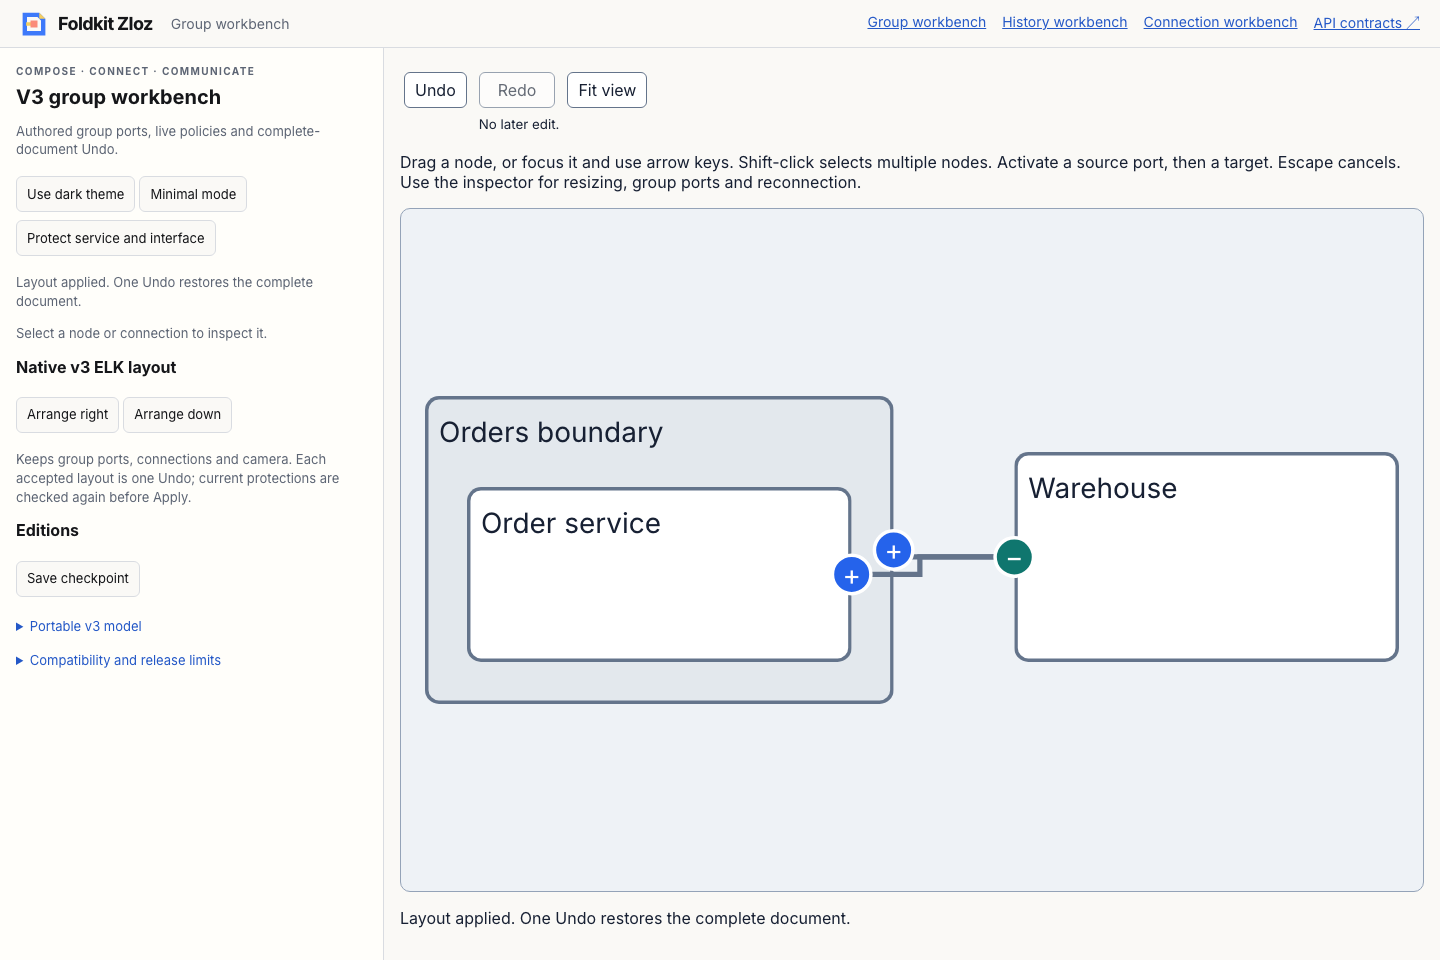 Foldkit Zloz
Group workbench
Group workbench
History workbench
Connection workbench
API contracts ↗
COMPOSE · CONNECT · COMMUNICATE
V3 group workbench
Authored group ports, live policies and complete-
document Undo.
Use dark theme
Minimal mode
Protect service and interface
Layout applied. One Undo restores the complete
document.
Select a node or connection to inspect it.
Native v3 ELK layout
Arrange right
Arrange down
Keeps group ports, connections and camera. Each
accepted layout is one Undo; current protections are
checked again before Apply.
Editions
Save checkpoint
Portable v3 model
Compatibility and release limits
Undo
Redo
Fit view
No later edit.
Drag a node, or focus it and use arrow keys. Shift-click selects multiple nodes. Activate a source port, then a target. Escape cancels.
Use the inspector for resizing, group ports and reconnection.
Orders boundary
Order service
Warehouse
+
+
−
Layout applied. One Undo restores the complete document.